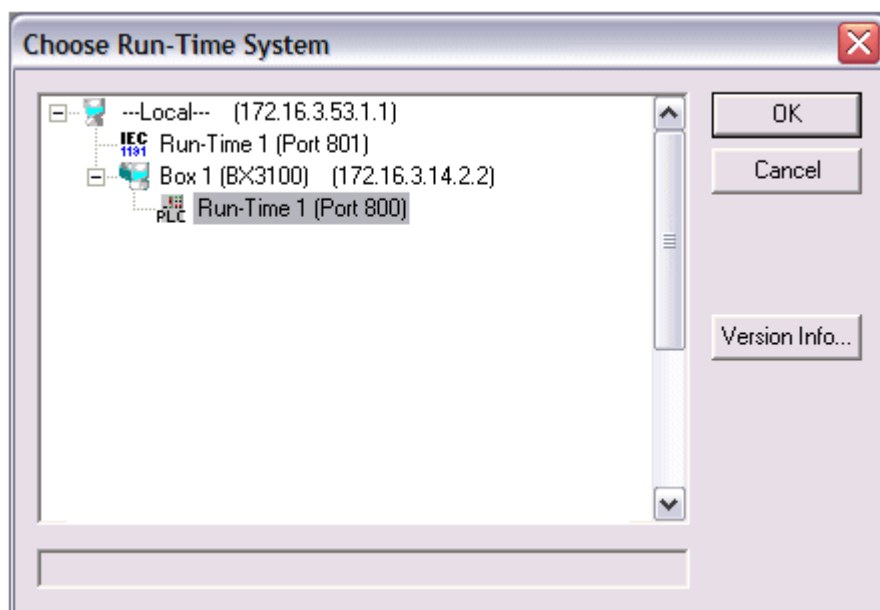 Choose Run-Time System
---Local--- (172.16.3.53.1.1)
IEC
1131
Run-Time 1 (Port 801)
Box 1 (BX3100) (172.16.3.14.2.2)
PLC
Run-Time 1 (Port 800)
OK
Cancel
Version Info...